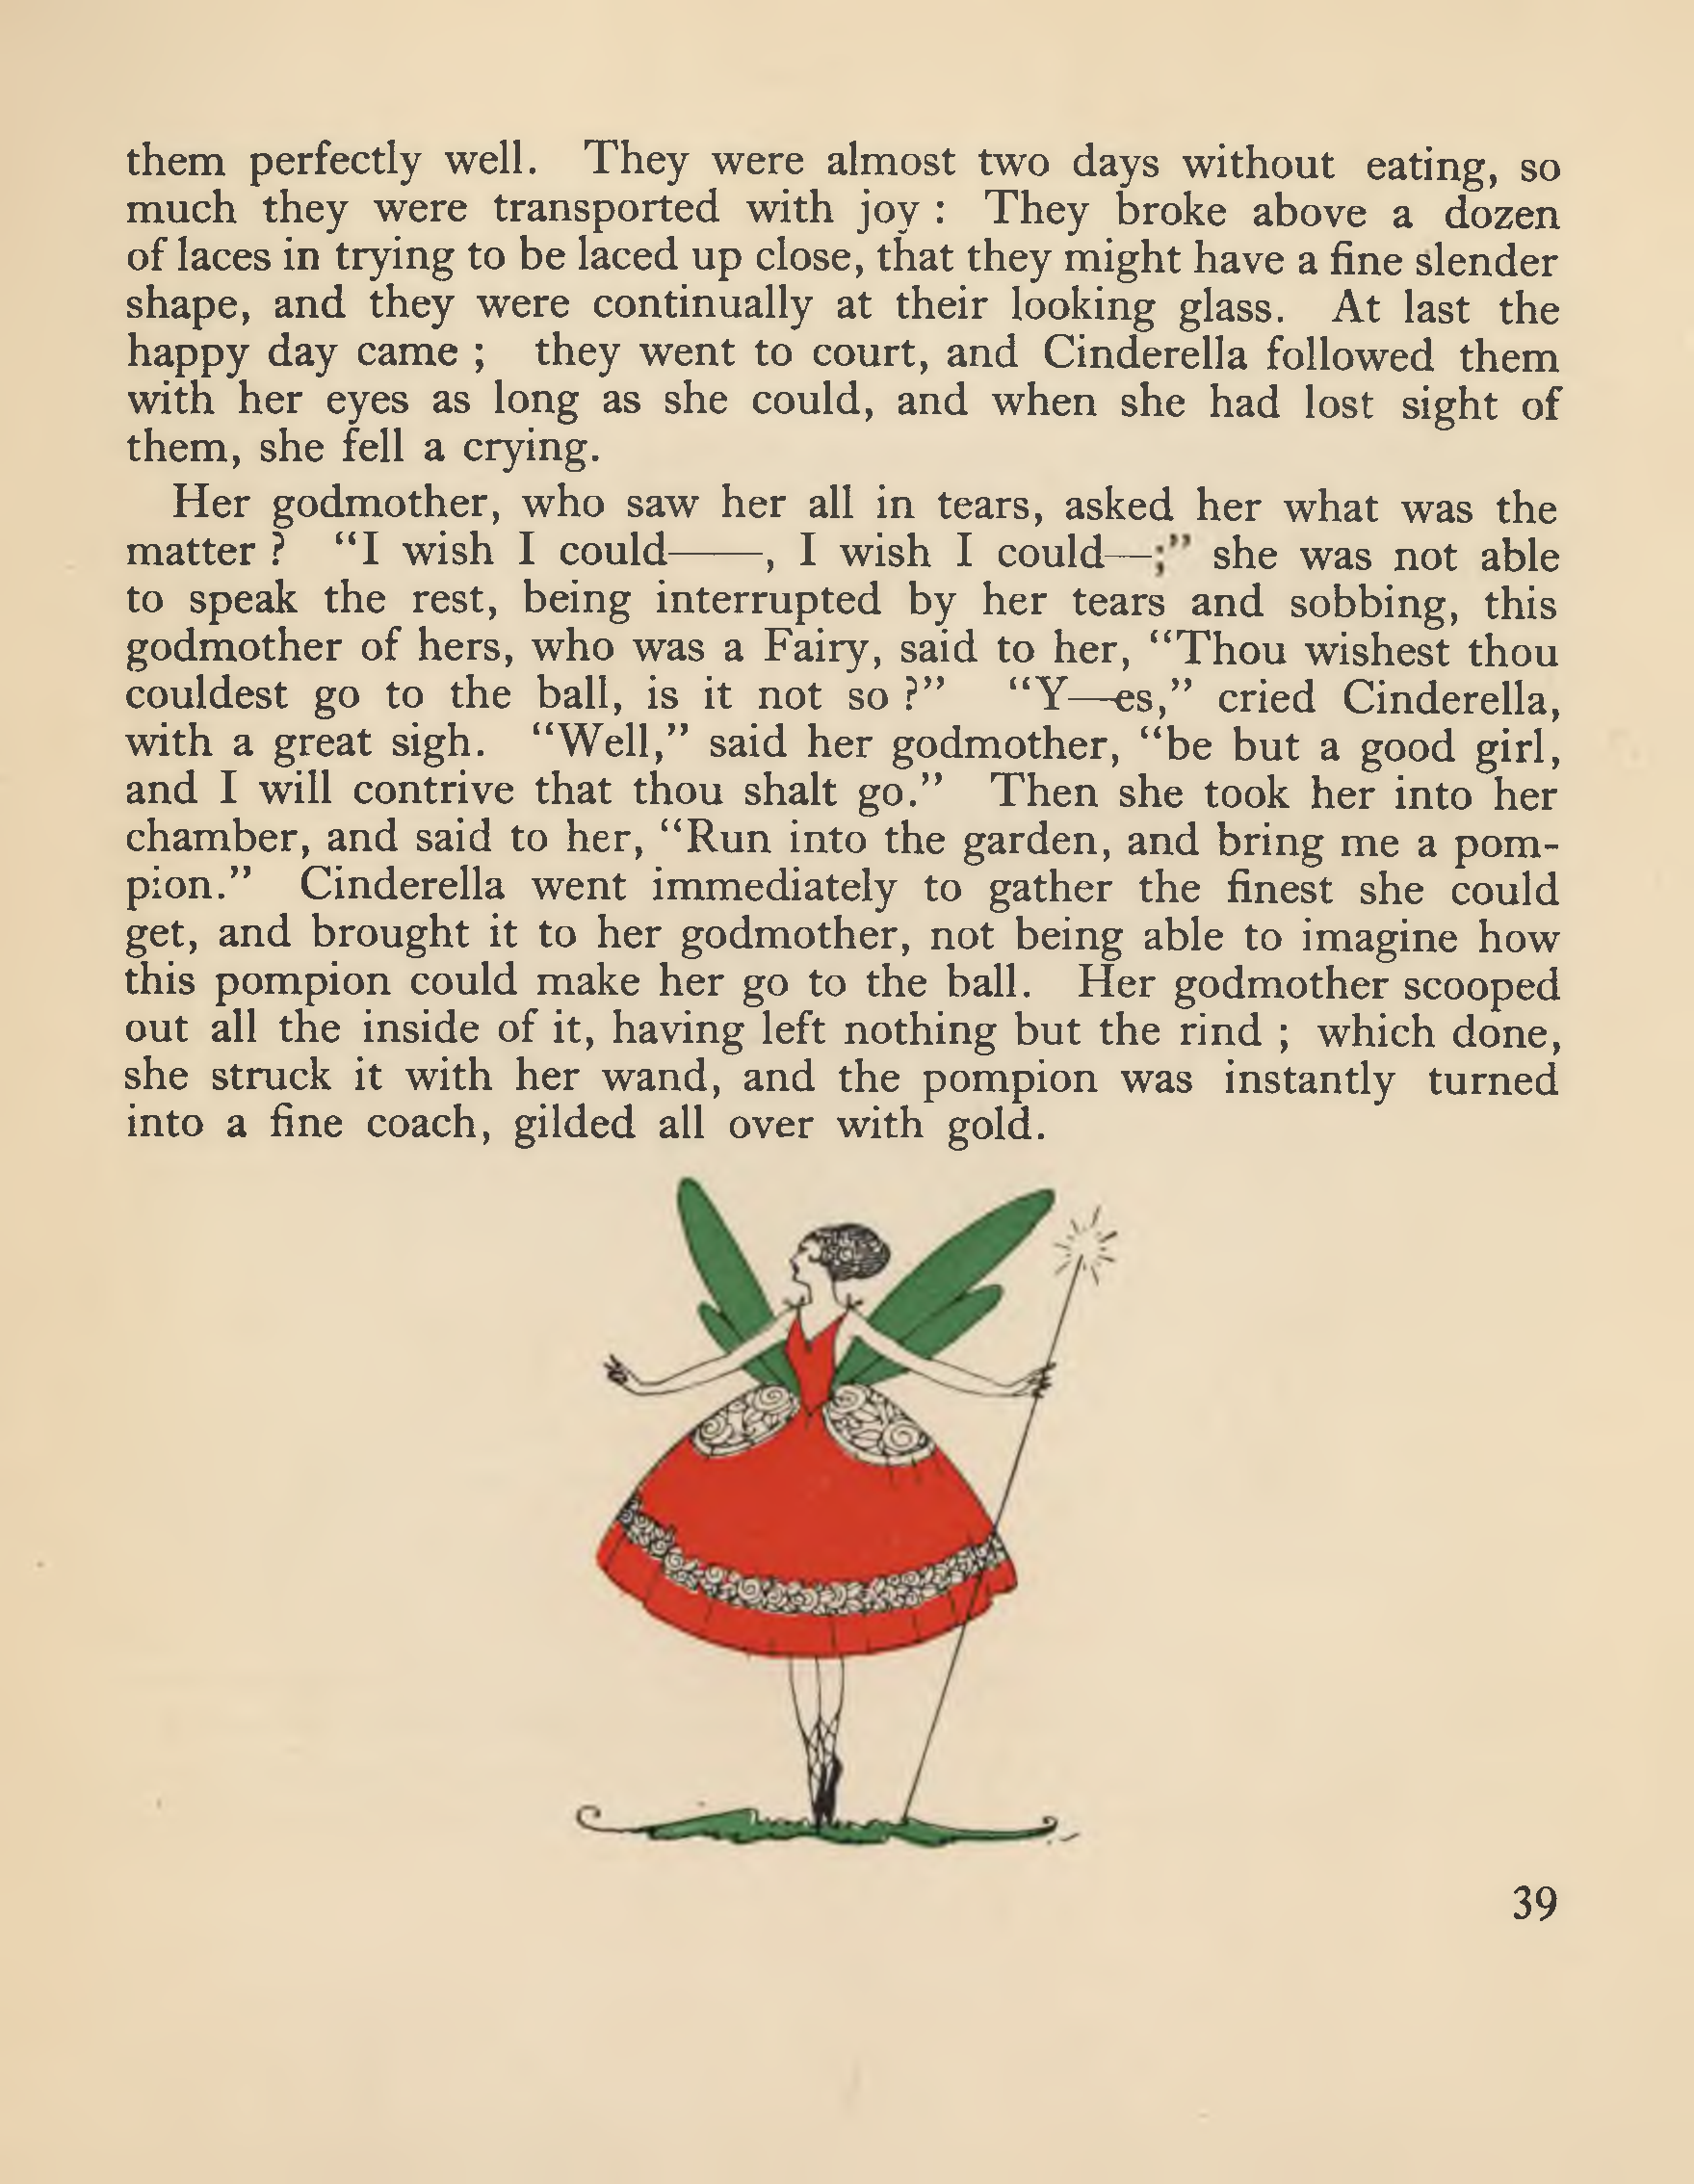 them perfectly well. They were almost two days without eating, so
much they were transported with joy : They broke above a dozen
of laces in trying to be laced up close, that they might have a fine slender
shape, and they were continually at their looking glass. At last the
happy day came ; they went to court, and Cinderella followed them
with her eyes as long as she could, and when she had lost sight of
them, she fell a crying.
Her godmother, who saw her all in tears, asked her what was the
matter ? “I wish I could——, I wish I could—;” she was not able
to speak the rest, being interrupted by her tears and sobbing, this
godmother of hers, who was a Fairy, said to her, “Thou wishest thou
couldest go to the ball, is it not so ?” “Y—es,” cried Cinderella,
with a great sigh. “Well,” said her godmother, “be but a good girl,
and I will contrive that thou shalt go.” Then she took her into her
chamber, and said to her, “Run into the garden, and bring me a pom-
pion.” Cinderella went immediately to gather the finest she could
get, and brought it to her godmother, not being able to imagine how
this pompion could make her go to the ball. Her godmother scooped
out all the inside of it, having left nothing but the rind ; which done,
she struck it with her wand, and the pompion was instantly turned
into a fine coach, gilded all over with gold.
39